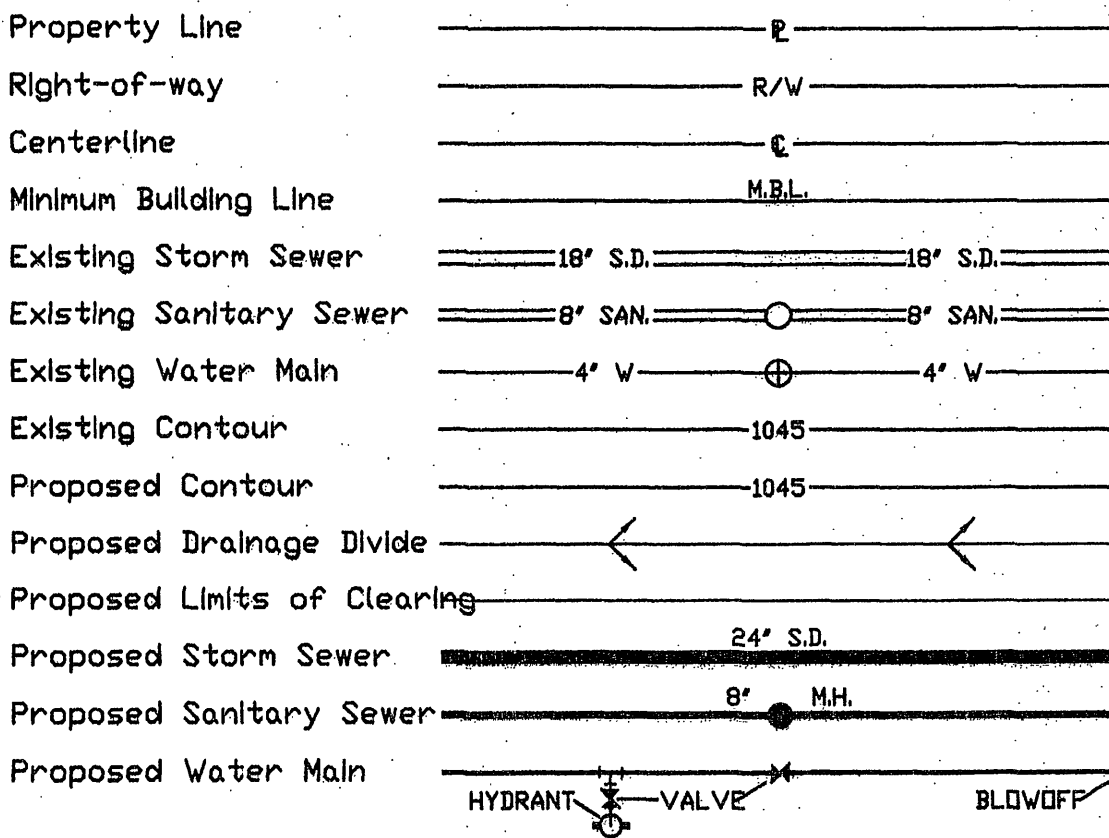 Property Line ℙL
Right-of-way R/W
Centerline ℄
Minimum Building Line M.B.L.
Existing Storm Sewer 18" S.D. 18" S.D.
Existing Sanitary Sewer 8" SAN. 8" SAN.
Existing Water Main 4" W 4" W
Existing Contour 1045
Proposed Contour 1045
Proposed Drainage Divide
Proposed Limits of Clearing
24" S.D.
Proposed Storm Sewer
8" M.H.
Proposed Sanitary Sewer
Proposed Water Main
HYDRANT VALVE BLOWOFF